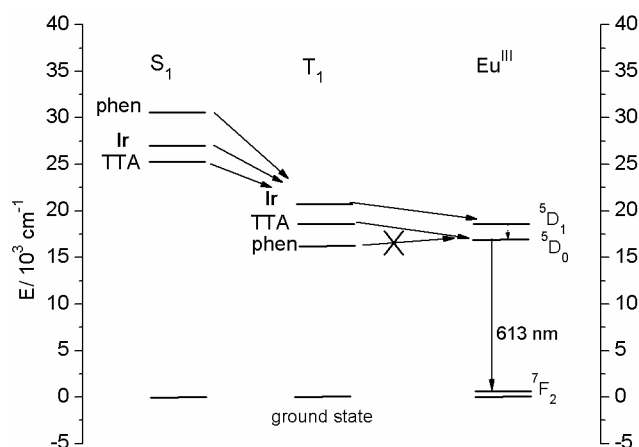 40
35
30
25
20
15
10
5
0
-5
E/ 10³ cm⁻¹
S₁
T₁
Euᴵᴵᴵ
phen
Ir
TTA
Ir
TTA
phen
⁵D₁
⁵D₀
613 nm
⁷F₂
ground state
40
35
30
25
20
15
10
5
0
-5